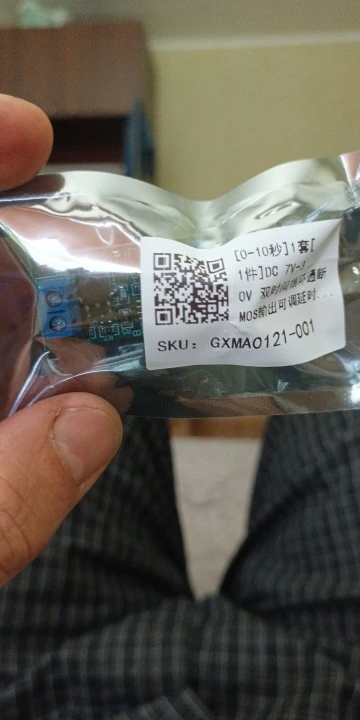 [0-10秒]1套[
1件]DC 7V-3
0V 双时间循环通断
MOS输出可调延时...
SKU: GXMA0121-001